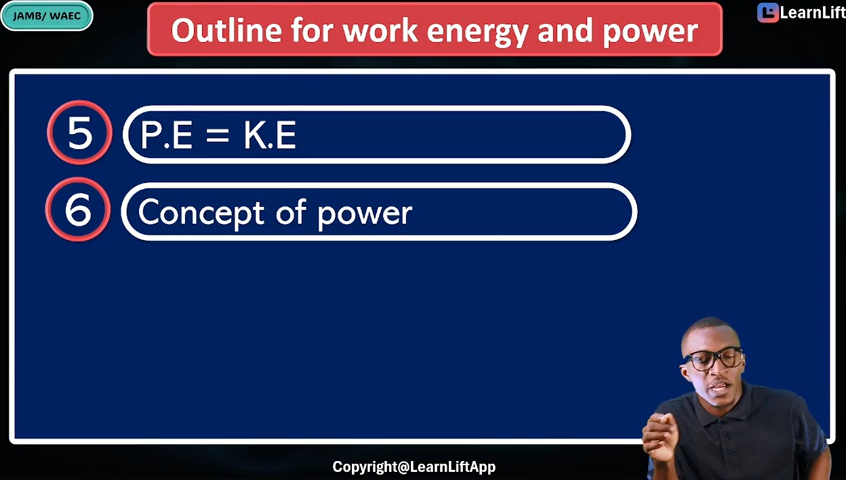 JAMB/ WAEC
Outline for work energy and power
LearnLift
5 P.E = K.E
6 Concept of power
Copyright@LearnLiftApp